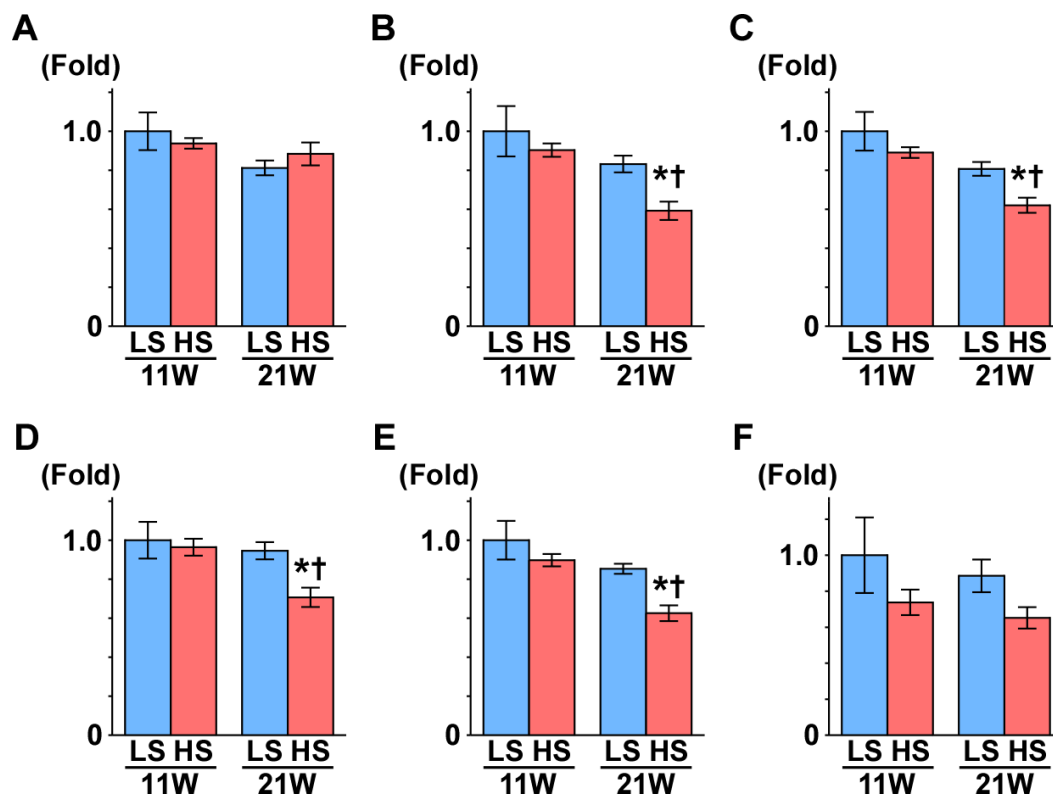 A B C
(Fold) (Fold) (Fold)
1.0 1.0 1.0
*† *†
0 0 0
LS HS LS HS LS HS LS HS LS HS LS HS
11W 21W 11W 21W 11W 21W
D E F
(Fold) (Fold) (Fold)
1.0 1.0 1.0
*† *†
0 0 0
LS HS LS HS LS HS LS HS LS HS LS HS
11W 21W 11W 21W 11W 21W